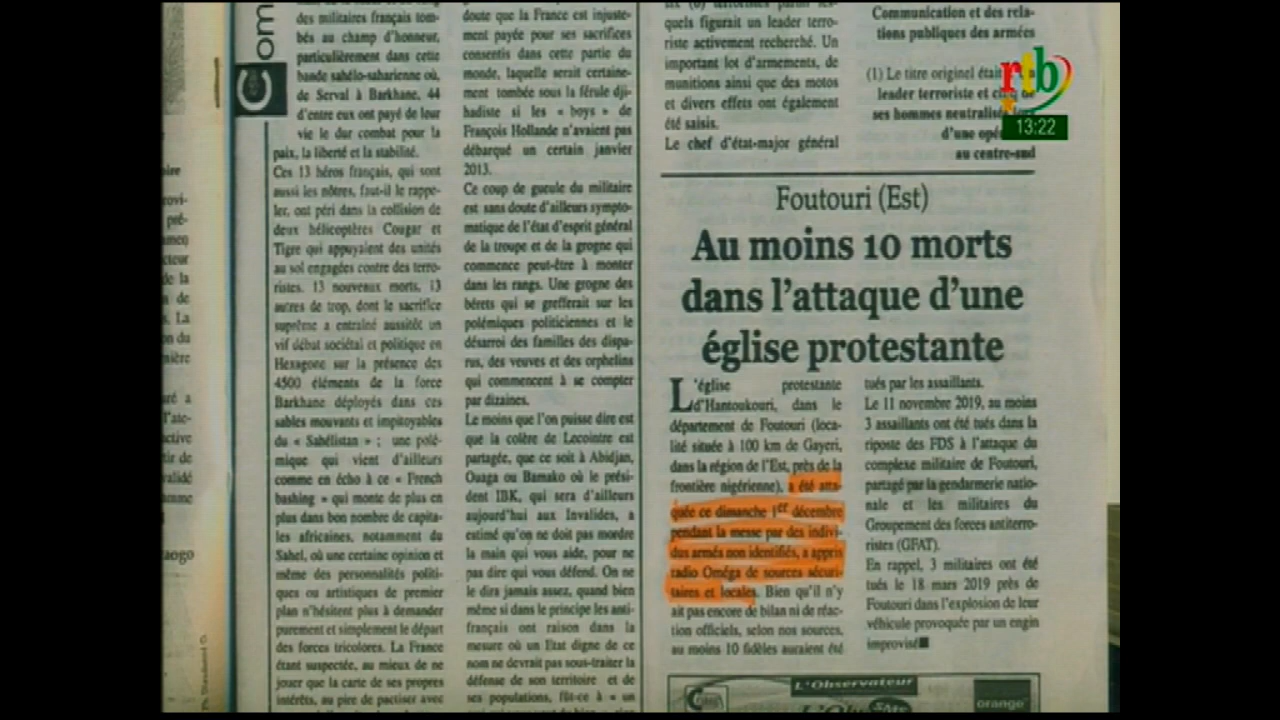 om
des militaires français tom-
bés au champ d'honneur,
particulièrement dans cette
bande sahélo-saharienne où,
de Serval à Barkhane, 44
d'entre eux ont payé de leur
vie le dur combat pour la
paix, la liberté et la stabilité.
Ces 13 héros français, qui sont
aussi les nôtres, faut-il le rappe-
ler, ont péri dans la collision de
deux hélicoptères Cougar et
Tigre qui appuyaient des unités
au sol engagées contre des terro-
ristes. 13 nouveaux morts, 13
autres de trop, dont le sacrifice
suprême a entraîné aussitôt un
vif débat sociétal et politique en
Hexagone sur la présence des
4500 éléments de la force
Barkhane déployés dans ces
sables mouvants et impitoyables
du « Sahélistan » ; une polé-
mique qui vient d'ailleurs
comme en écho à ce « French
bashing » qui monte de plus en
plus dans bon nombre de capita-
les africaines, notamment du
Sahel, où une certaine opinion et
même des personnalités politi-
ques ou artistiques de premier
plan n'hésitent plus à demander
purement et simplement le départ
des forces tricolores. La France
étant suspectée, au mieux de ne
jouer que la carte de ses propres
intérêts, au pire de pactiser avec
doute que la France est injuste-
ment payée pour ses sacrifices
consentis dans cette partie du
monde, laquelle serait certaine-
ment tombée sous la férule dji-
hadiste si les « boys » de
François Hollande n'avaient pas
débarqué un certain janvier
2013.
Ce coup de gueule du militaire
est sans doute d'ailleurs sympto-
matique de l'état d'esprit général
de la troupe et de la grogne qui
commence peut-être à monter
dans les rangs. Une grogne des
bérets qui se grefferait sur les
polémiques politiciennes et le
désarroi des familles des dispa-
rus, des veuves et des orphelins
qui commencent à se compter
par dizaines.
Le moins que l'on puisse dire est
que la colère de Lecointre est
partagée, que ce soit à Abidjan,
Ouaga ou Bamako où le prési-
dent IBK, qui sera d'ailleurs
aujourd'hui aux Invalides, a
estimé qu'on ne doit pas mordre
la main qui vous aide, pour ne
pas dire qui vous défend. On ne
le dira jamais assez, quand bien
même si dans le principe les anti-
français ont raison dans la
mesure où un Etat digne de ce
nom ne devrait pas sous-traiter la
défense de son territoire et de
ses populations, fût-ce à « un
quels figurait un leader terro-
riste activement recherché. Un
important lot d'armements, de
munitions ainsi que des motos
et divers effets ont également
été saisis.
Le chef d'état-major général
Communication et des rela-
tions publiques des armées
(1) Le titre originel était
leader terroriste et
ses hommes neutralisés
d'une
au centre-sud
rtb
13:22
Foutouri (Est)
Au moins 10 morts
dans l'attaque d'une
église protestante
L'église protestante
d'Hantoukouri, dans le
département de Foutouri (loca-
lité située à 100 km de Gayeri,
dans la région de l'Est, près de la
frontière nigérienne), a été atta-
quée ce dimanche 1er décembre
pendant la messe par des indivi-
dus armés non identifiés, a appris
radio Oméga de sources sécuri-
taires et locales. Bien qu'il n'y
ait pas encore de bilan ni de réac-
tion officiels, selon nos sources,
au moins 10 fidèles auraient été
tués par les assaillants.
Le 11 novembre 2019, au moins
3 assaillants ont été tués dans la
riposte des FDS à l'attaque du
complexe militaire de Foutouri,
partagé par la gendarmerie natio-
nale et les militaires du
Groupement des forces antiterro-
ristes (GFAT).
En rappel, 3 militaires ont été
tués le 18 mars 2019 près de
Foutouri dans l'explosion de leur
véhicule provoquée par un engin
improvisé
L'Observateur
orange